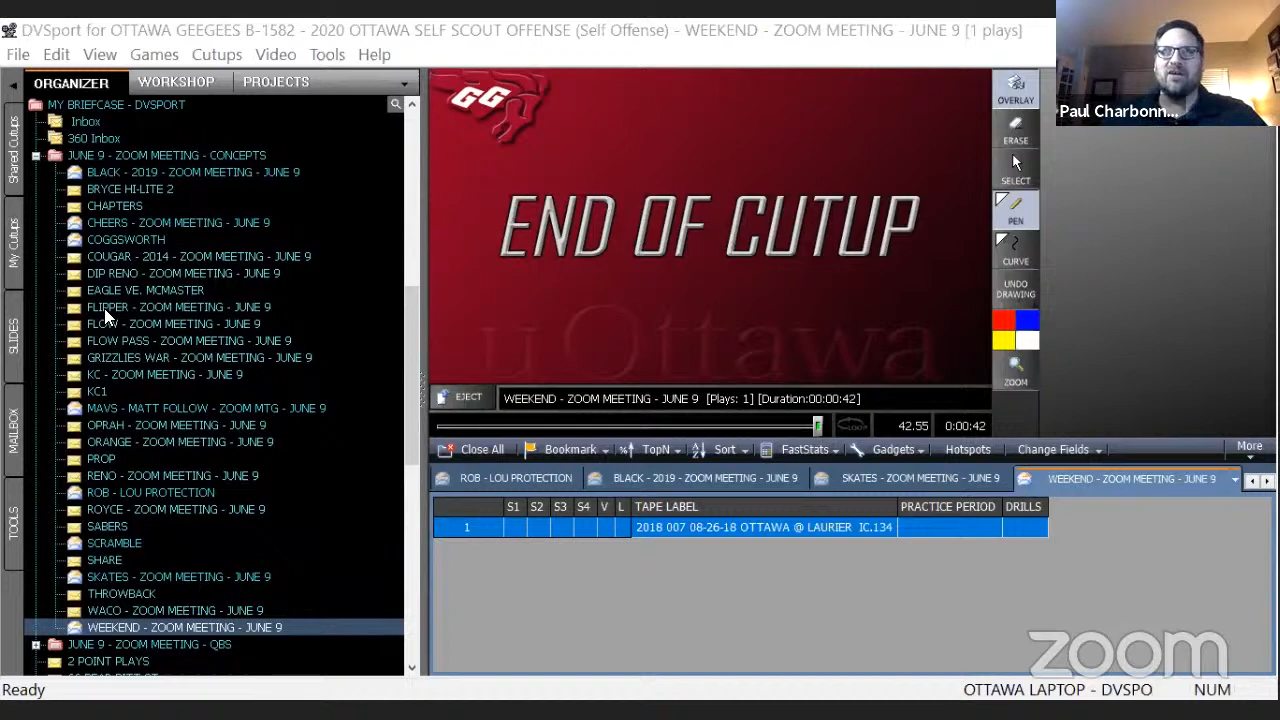 DVSport for OTTAWA GEEGEES B-1582 - 2020 OTTAWA SELF SCOUT OFFENSE (Self Offense) - WEEKEND - ZOOM MEETING - JUNE 9 [1 plays]
File Edit View Games Cutups Video Tools Help
ORGANIZER WORKSHOP PROJECTS
Shared Cutups
My Cutups
SLIDES
MAILBOX
TOOLS
MY BRIEFCASE - DVSPORT
Inbox
360 Inbox
JUNE 9 - ZOOM MEETING - CONCEPTS
BLACK - 2019 - ZOOM MEETING - JUNE 9
BRYCE HI-LITE 2
CHAPTERS
CHEERS - ZOOM MEETING - JUNE 9
COGGSWORTH
COUGAR - 2014 - ZOOM MEETING - JUNE 9
DIP RENO - ZOOM MEETING - JUNE 9
EAGLE VE. MCMASTER
FLIPPER - ZOOM MEETING - JUNE 9
FLOW - ZOOM MEETING - JUNE 9
FLOW PASS - ZOOM MEETING - JUNE 9
GRIZZLIES WAR - ZOOM MEETING - JUNE 9
KC - ZOOM MEETING - JUNE 9
KC1
MAVS - MATT FOLLOW - ZOOM MTG - JUNE 9
OPRAH - ZOOM MEETING - JUNE 9
ORANGE - ZOOM MEETING - JUNE 9
PROP
RENO - ZOOM MEETING - JUNE 9
ROB - LOU PROTECTION
ROYCE - ZOOM MEETING - JUNE 9
SABERS
SCRAMBLE
SHARE
SKATES - ZOOM MEETING - JUNE 9
THROWBACK
WACO - ZOOM MEETING - JUNE 9
WEEKEND - ZOOM MEETING - JUNE 9
JUNE 9 - ZOOM MEETING - QBS
2 POINT PLAYS
GG
END OF CUTUP
uOttawa
OVERLAY
ERASE
SELECT
PEN
CURVE
UNDO
DRAWING
ZOOM
Paul Charbonn...
EJECT WEEKEND - ZOOM MEETING - JUNE 9 [Plays: 1] [Duration:00:00:42]
LOOP 42.55 0:00:42
Close All Bookmark TopN Sort FastStats Gadgets Hotspots Change Fields More
ROB - LOU PROTECTION BLACK - 2019 - ZOOM MEETING - JUNE 9 SKATES - ZOOM MEETING - JUNE 9 WEEKEND - ZOOM MEETING - JUNE 9
S1 S2 S3 S4 V L TAPE LABEL PRACTICE PERIOD DRILLS
1 2018 007 08-26-18 OTTAWA @ LAURIER IC.134
zoom
Ready OTTAWA LAPTOP - DVSPO NUM